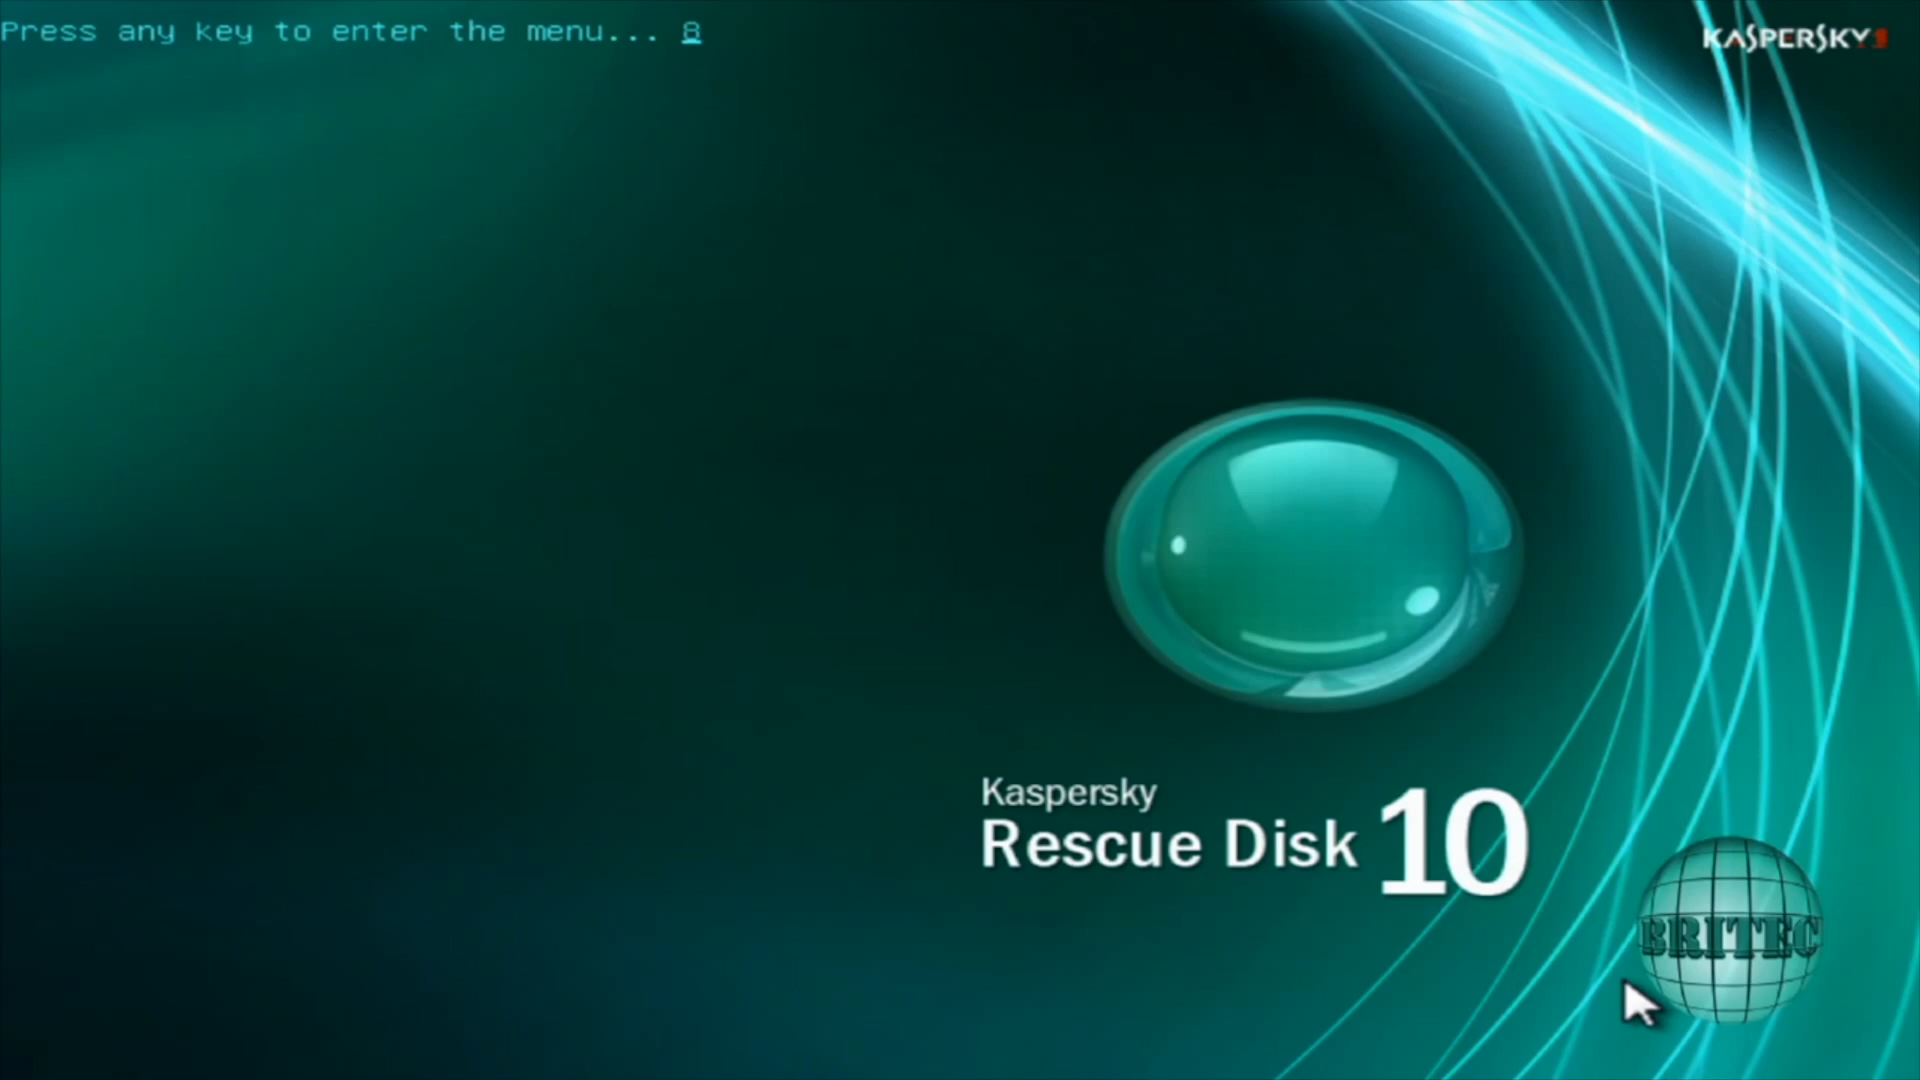 Press any key to enter the menu... 8
KASPERSKY
Kaspersky
Rescue Disk 10
BRITEC